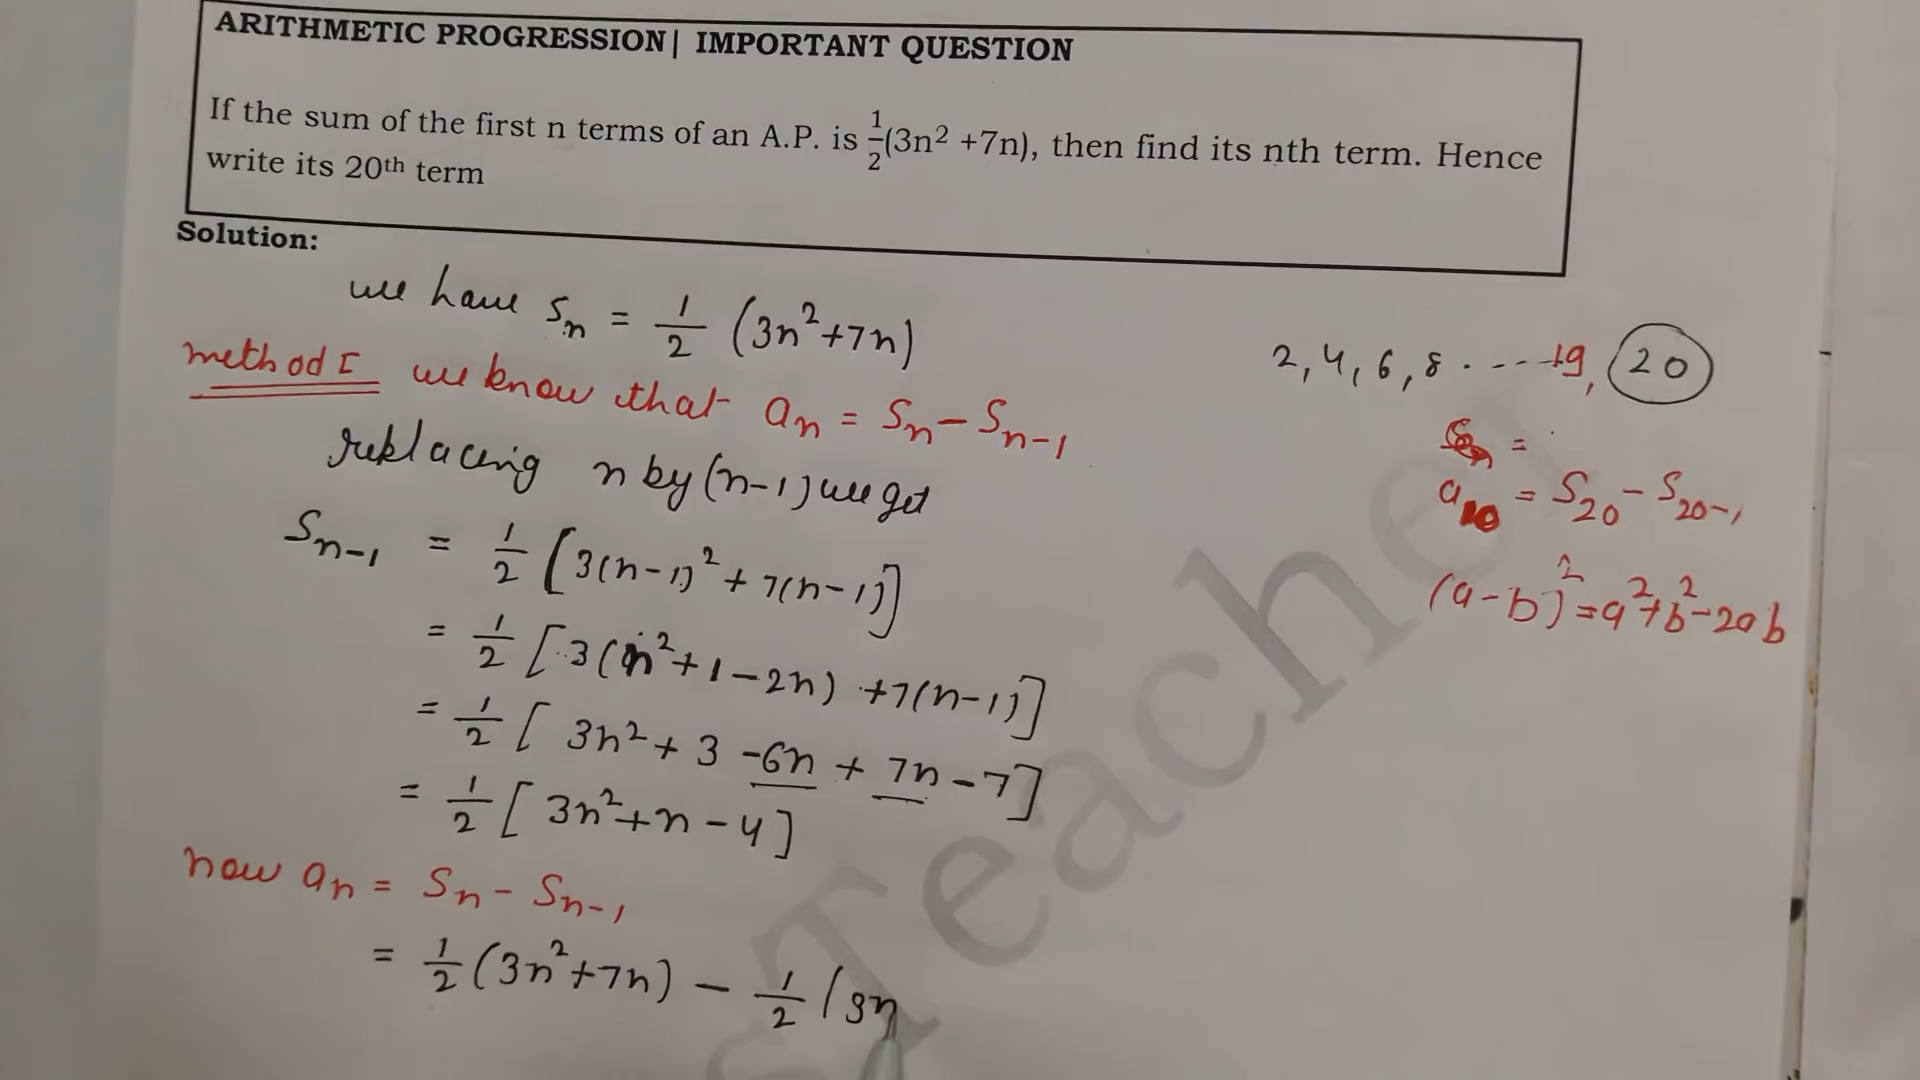 ARITHMETIC PROGRESSION| IMPORTANT QUESTION
If the sum of the first n terms of an A.P. is 1/2(3n² +7n), then find its nth term. Hence
write its 20th term
Solution:
we have Sₙ = 1/2 (3n²+7n)
method I we know that aₙ = Sₙ - Sₙ₋₁
replacing n by (n-1) we get
Sₙ₋₁ = 1/2 [3(n-1)² + 7(n-1)]
= 1/2 [3(n²+1-2n) +7(n-1)]
= 1/2 [3n²+3-6n+7n-7]
= 1/2 [3n²+n-4]
now aₙ = Sₙ - Sₙ₋₁
= 1/2 (3n²+7n) - 1/2 (3n
2, 4, 6, 8 . - - - 19, 20
=
a = S₂₀ - S₂₀₋₁
(a-b)² = a²+b²-2ab
Teacher